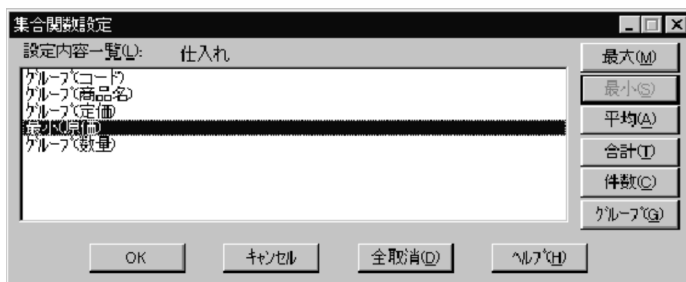 集合関数設定
設定内容一覧(L): 仕入れ
ｸﾞﾙｰﾌﾟ(コード)
ｸﾞﾙｰﾌﾟ(商品名)
ｸﾞﾙｰﾌﾟ(定価)
最小(原価)
ｸﾞﾙｰﾌﾟ(数量)
最大(M)
最小(S)
平均(A)
合計(T)
件数(C)
ｸﾞﾙｰﾌﾟ(G)
OK ｷｬﾝｾﾙ 全取消(D) ﾍﾙﾌﾟ(H)